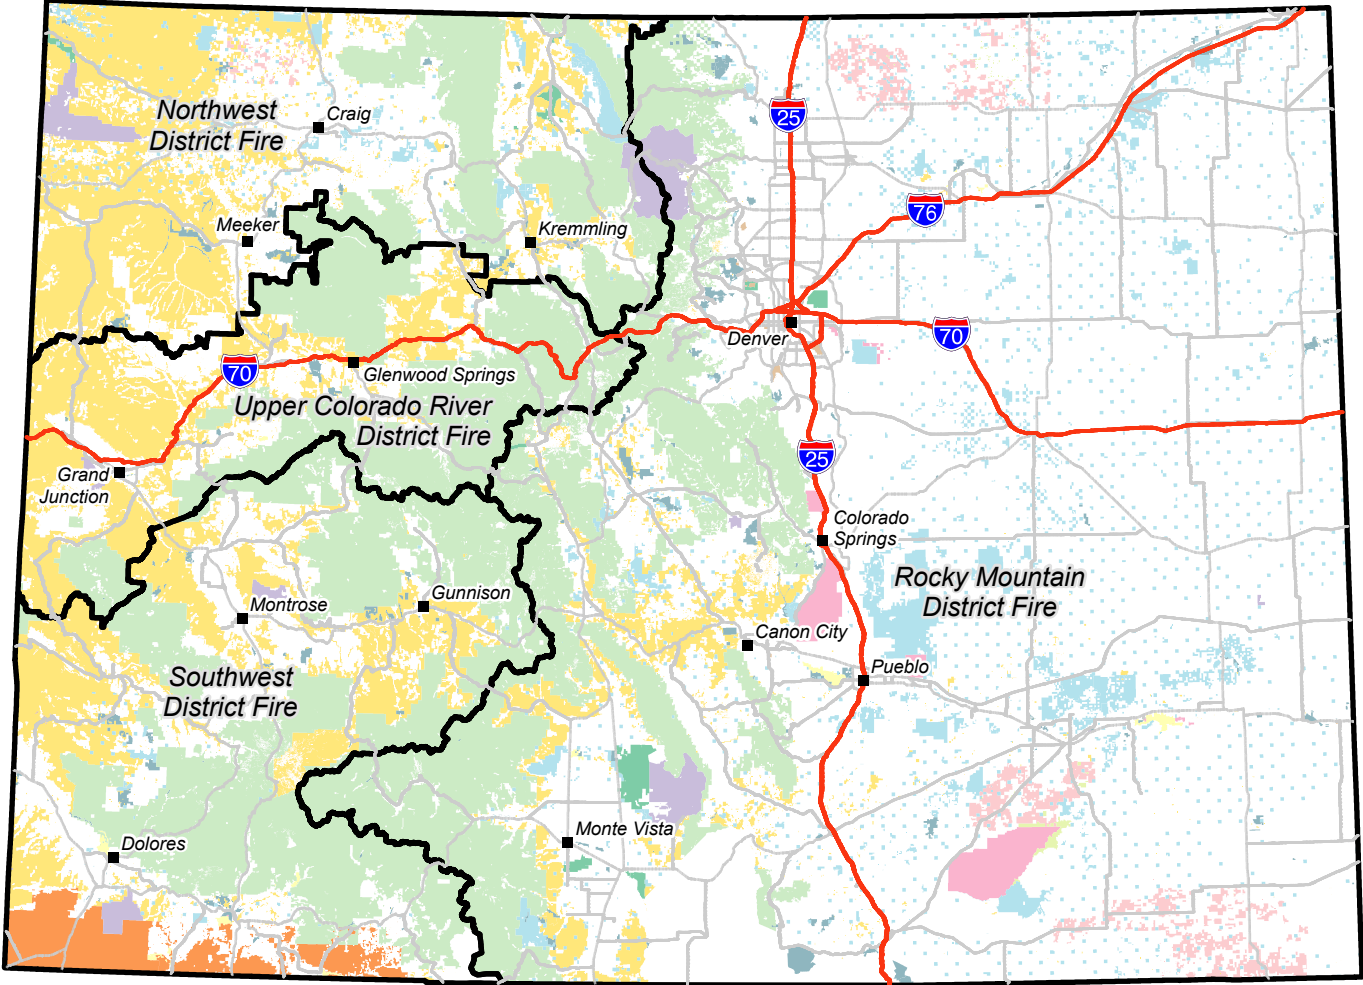 Northwest
District Fire
Craig
25
76
Meeker
Kremmling
Denver
70
70
Glenwood Springs
Upper Colorado River
District Fire
25
Grand
Junction
Colorado
Springs
Rocky Mountain
District Fire
Montrose
Gunnison
Canon City
Pueblo
Southwest
District Fire
Monte Vista
Dolores